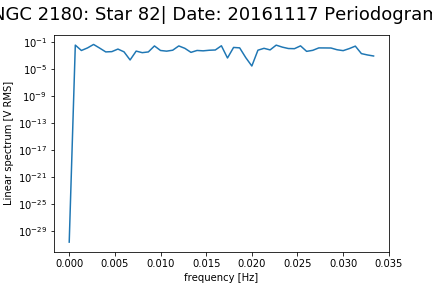 NGC 2180: Star 82| Date: 20161117 Periodogram
Linear spectrum [V RMS]
10⁻¹
10⁻⁵
10⁻⁹
10⁻¹³
10⁻¹⁷
10⁻²¹
10⁻²⁵
10⁻²⁹
0.000 0.005 0.010 0.015 0.020 0.025 0.030 0.035
frequency [Hz]